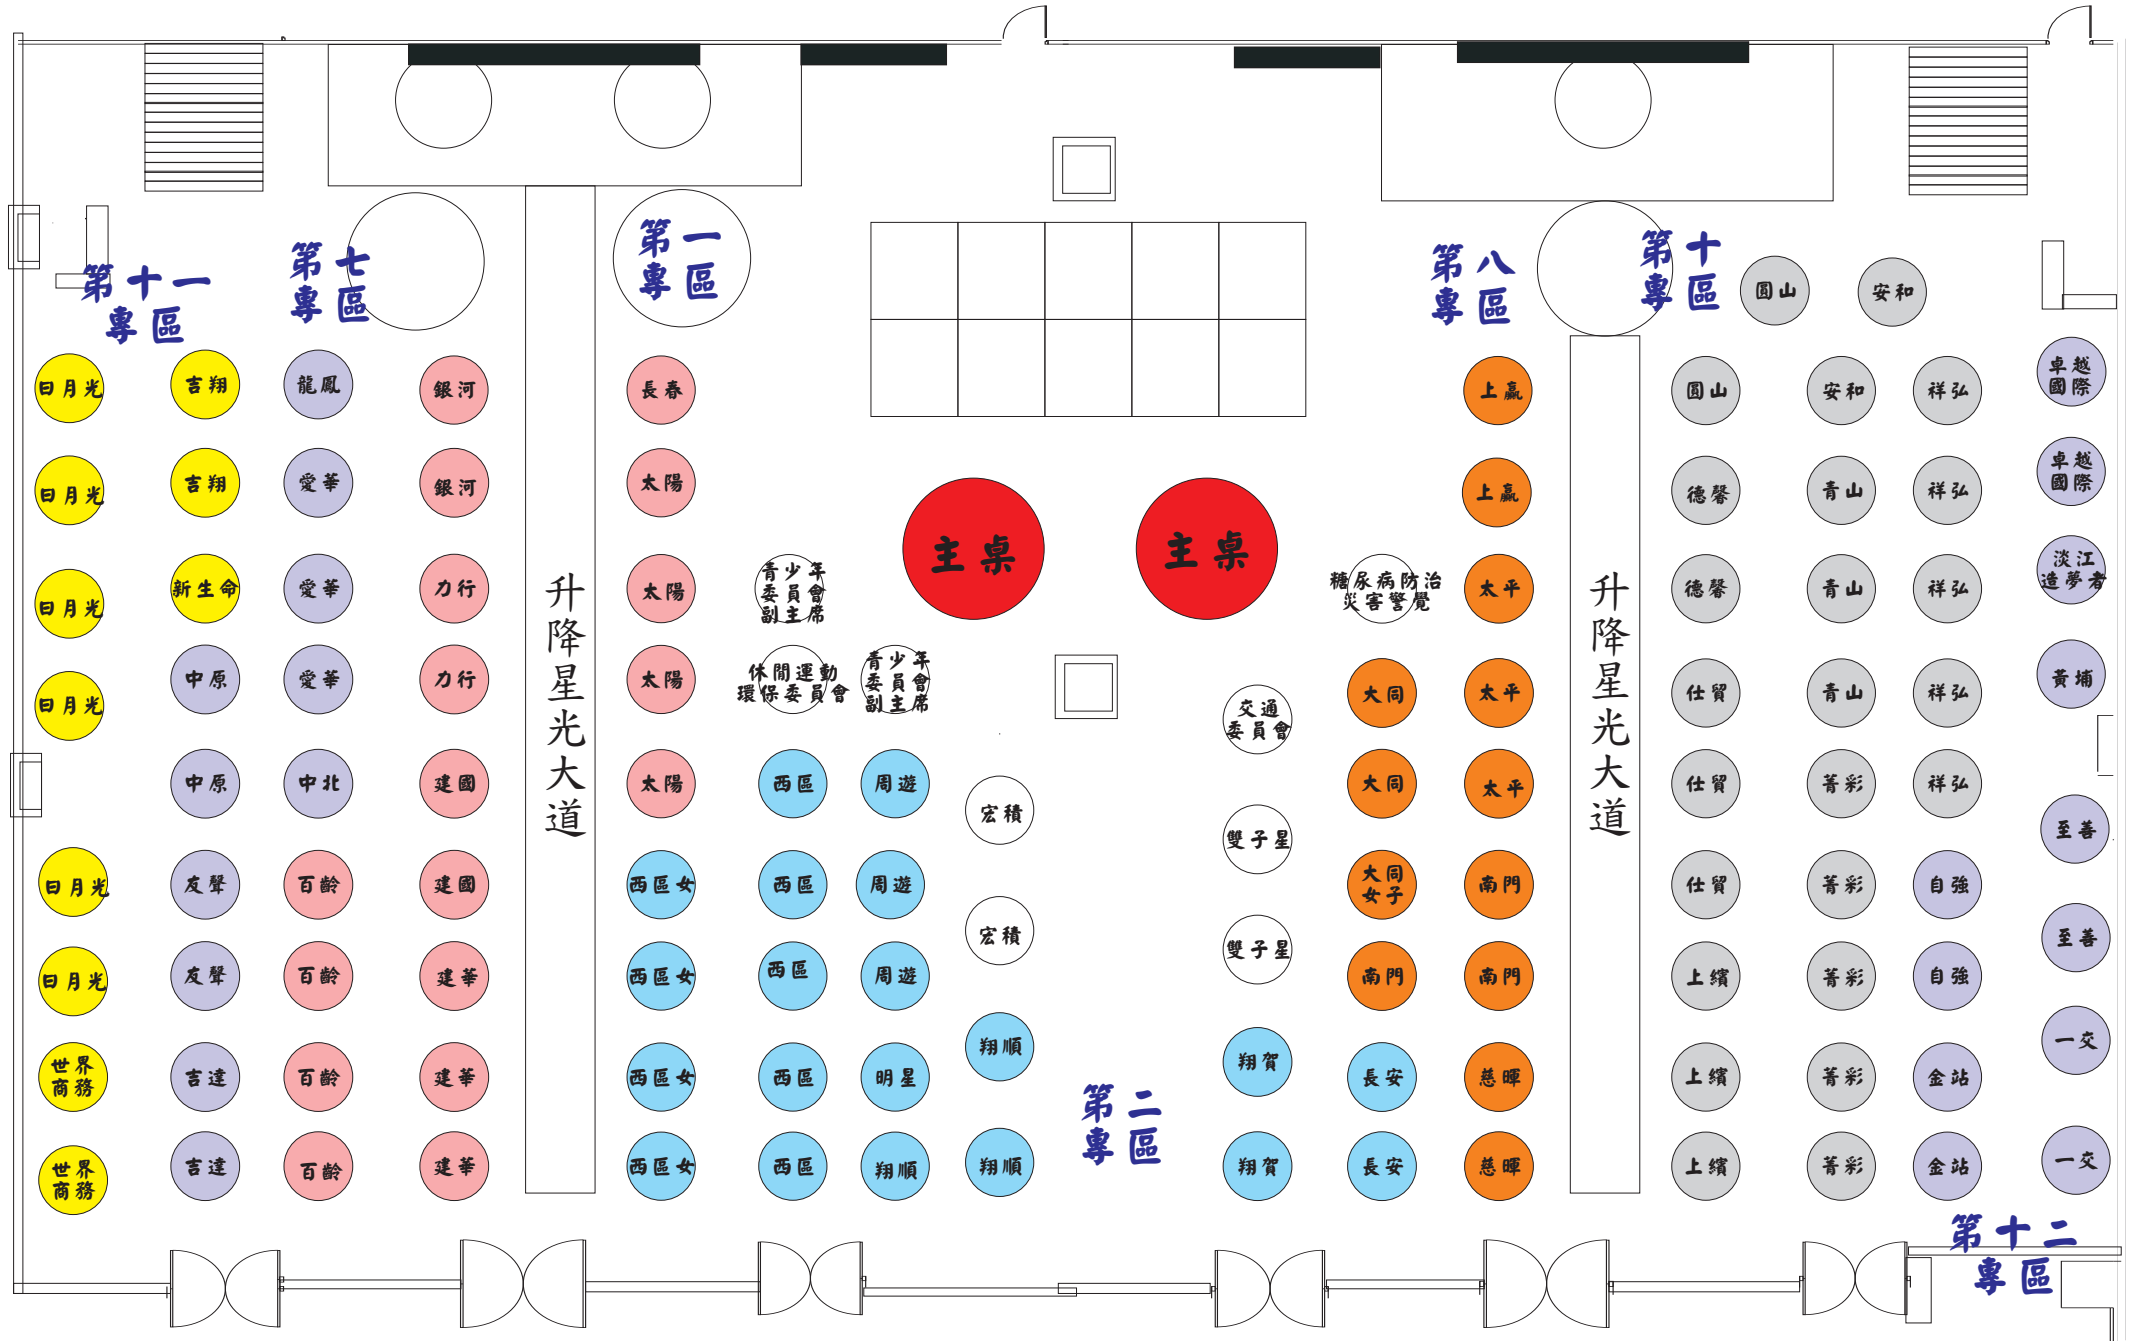 第十一
專區
第七
專區
第一
專區
第八
專區
第十
專區
圓山
安和
日月光
吉翔
龍鳳
銀河
長春
上贏
圓山
安和
祥弘
卓越
國際
日月光
吉翔
愛華
銀河
太陽
主桌
主桌
上贏
德馨
青山
祥弘
卓越
國際
日月光
新生命
愛華
力行
太陽
青少年
委員會
副主席
糖尿病防治
災害警覺
太平
德馨
青山
祥弘
淡江
造夢者
日月光
中原
愛華
力行
太陽
休閒運動
環保委員會
青少年
委員會
副主席
交通
委員會
大同
太平
仕貿
青山
祥弘
黃埔
中原
中北
建國
太陽
西區
周遊
宏積
雙子星
大同
太平
仕貿
菁彩
祥弘
至善
日月光
友聲
百齡
建國
西區女
西區
周遊
宏積
雙子星
大同
女子
南門
仕貿
菁彩
自強
至善
日月光
友聲
百齡
建華
西區女
西區
周遊
翔順
南門
南門
上繽
菁彩
自強
一交
世界
商務
吉達
百齡
建華
西區女
西區
明星
翔賀
長安
慈暉
上繽
菁彩
金站
世界
商務
吉達
百齡
建華
西區女
西區
翔順
翔順
翔賀
長安
慈暉
上繽
菁彩
金站
一交
升降星光大道
升降星光大道
第二
專區
第十二
專區